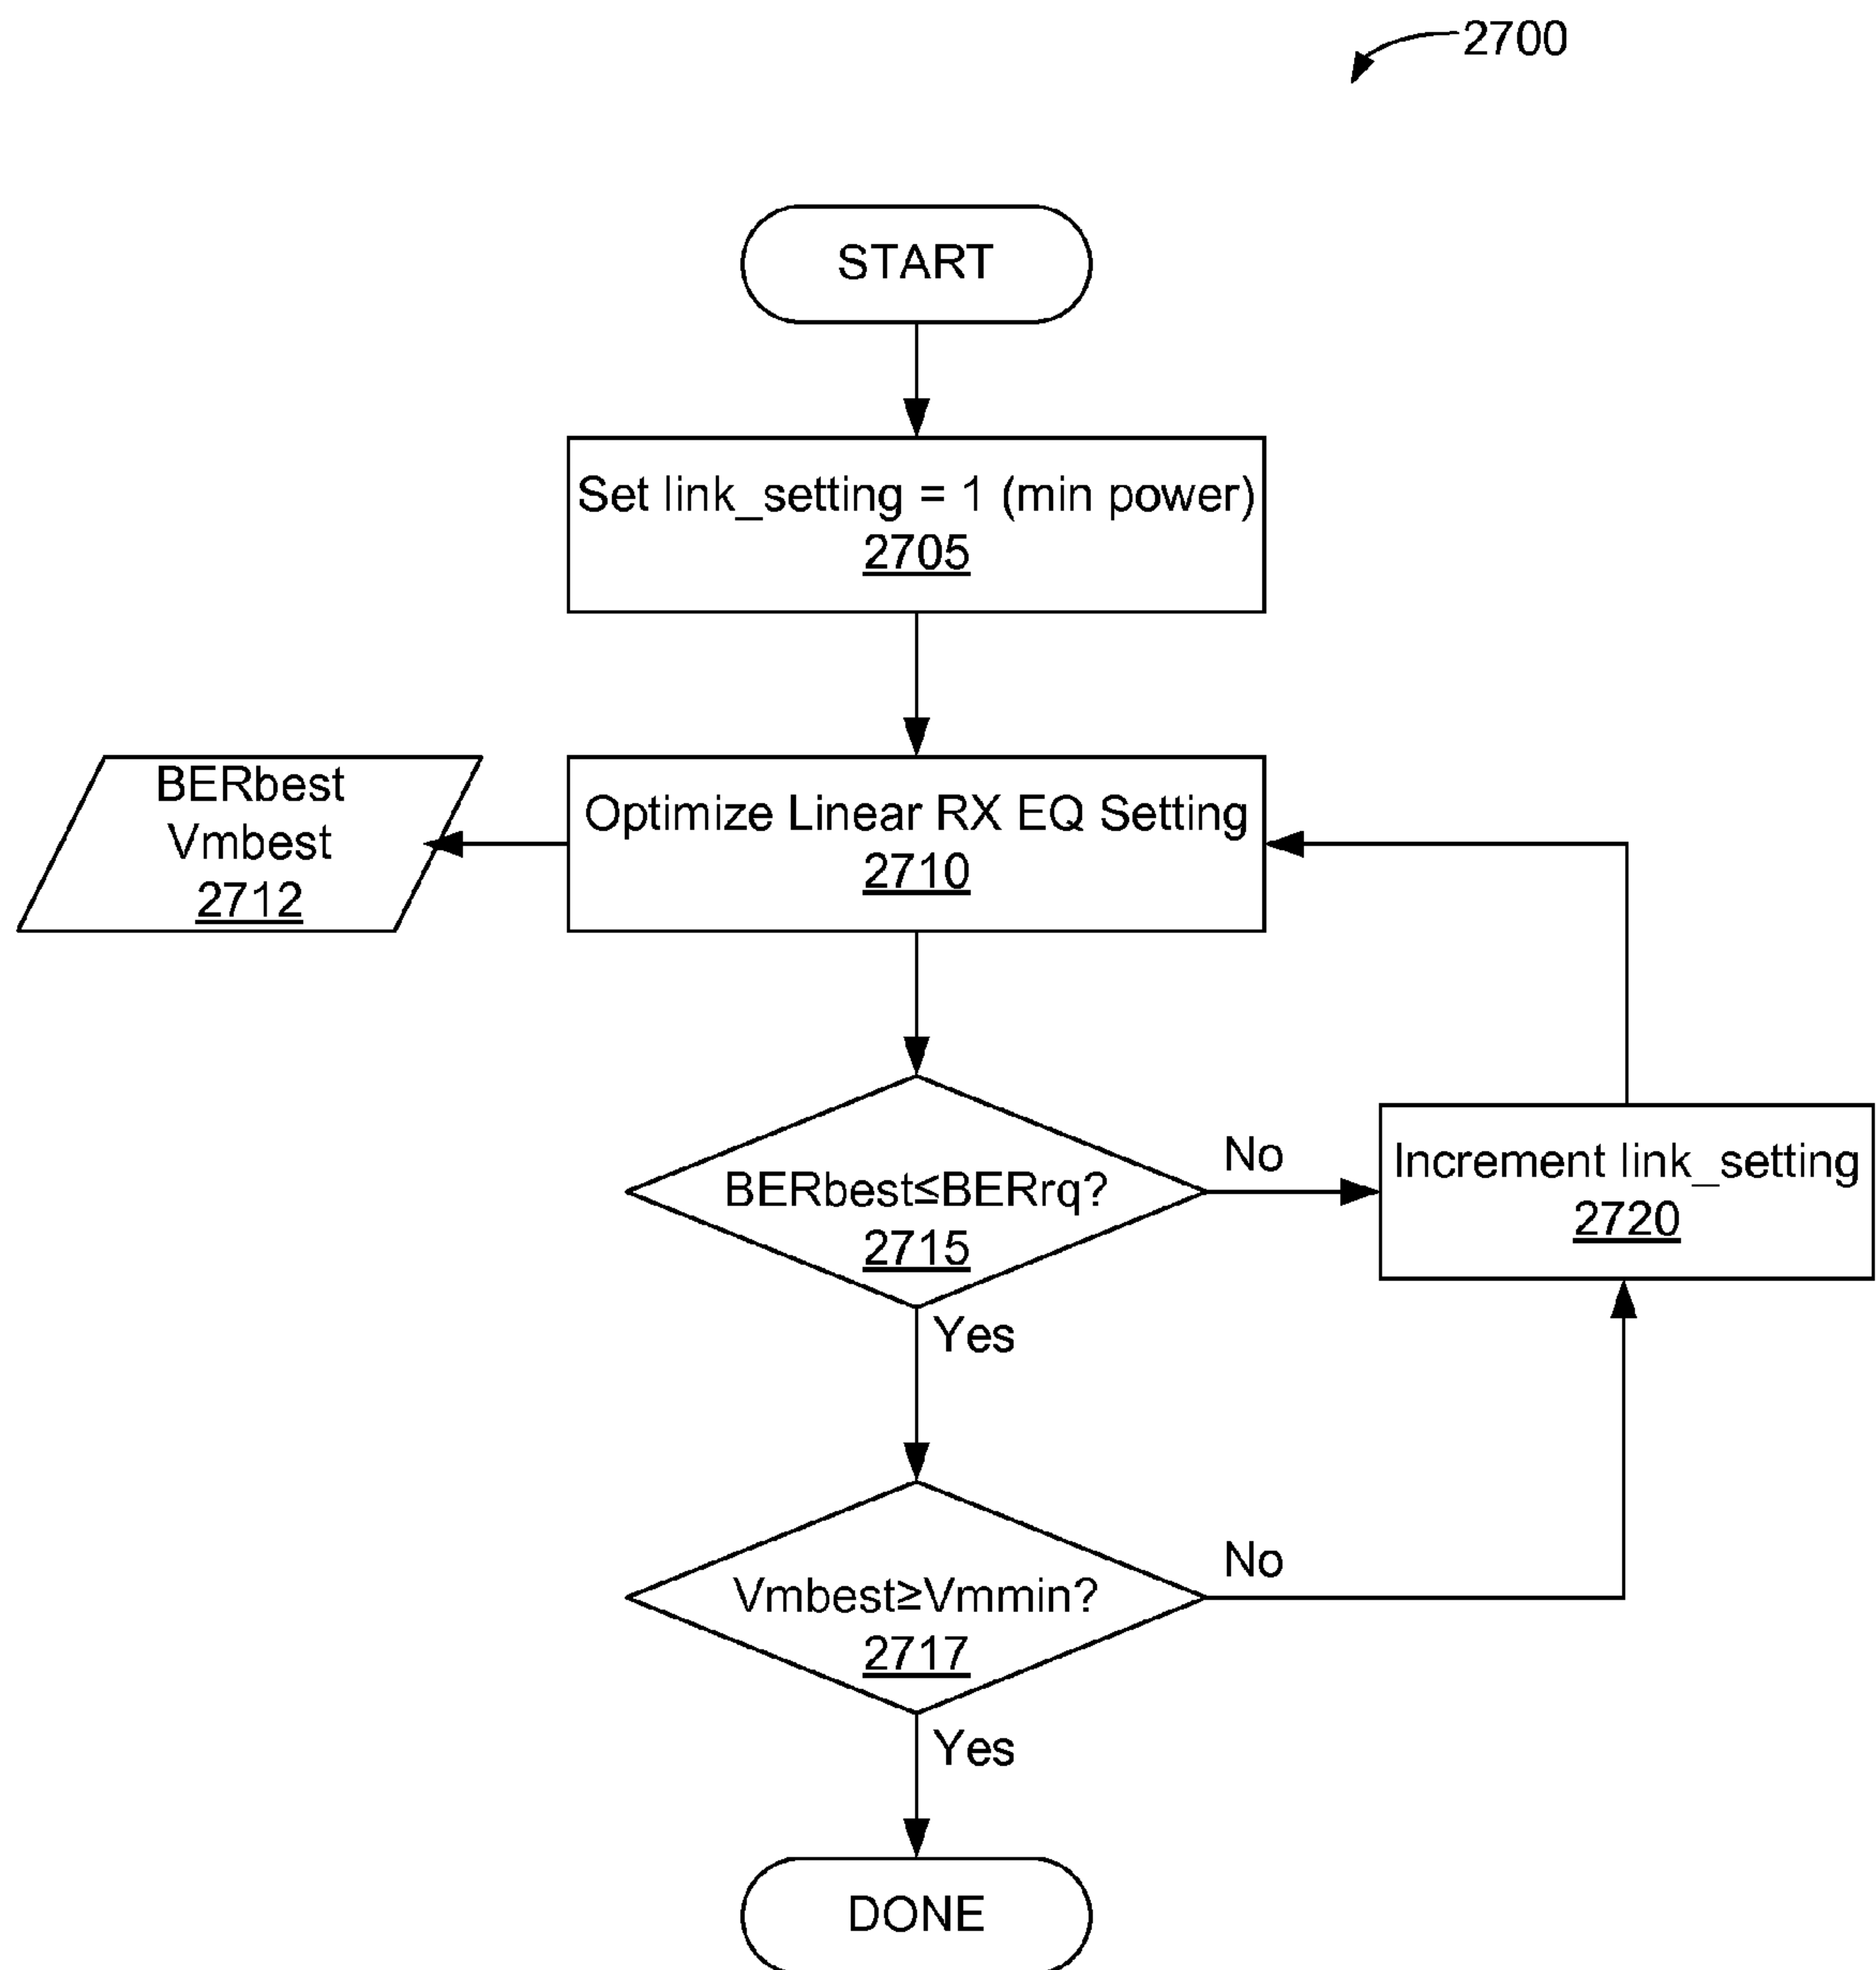 2700
START
Set link_setting = 1 (min power)
2705
BERbest
Vmbest
2712
Optimize Linear RX EQ Setting
2710
BERbest≤BERrq?
2715
No
Increment link_setting
2720
Yes
Vmbest≥Vmmin?
2717
No
Yes
DONE